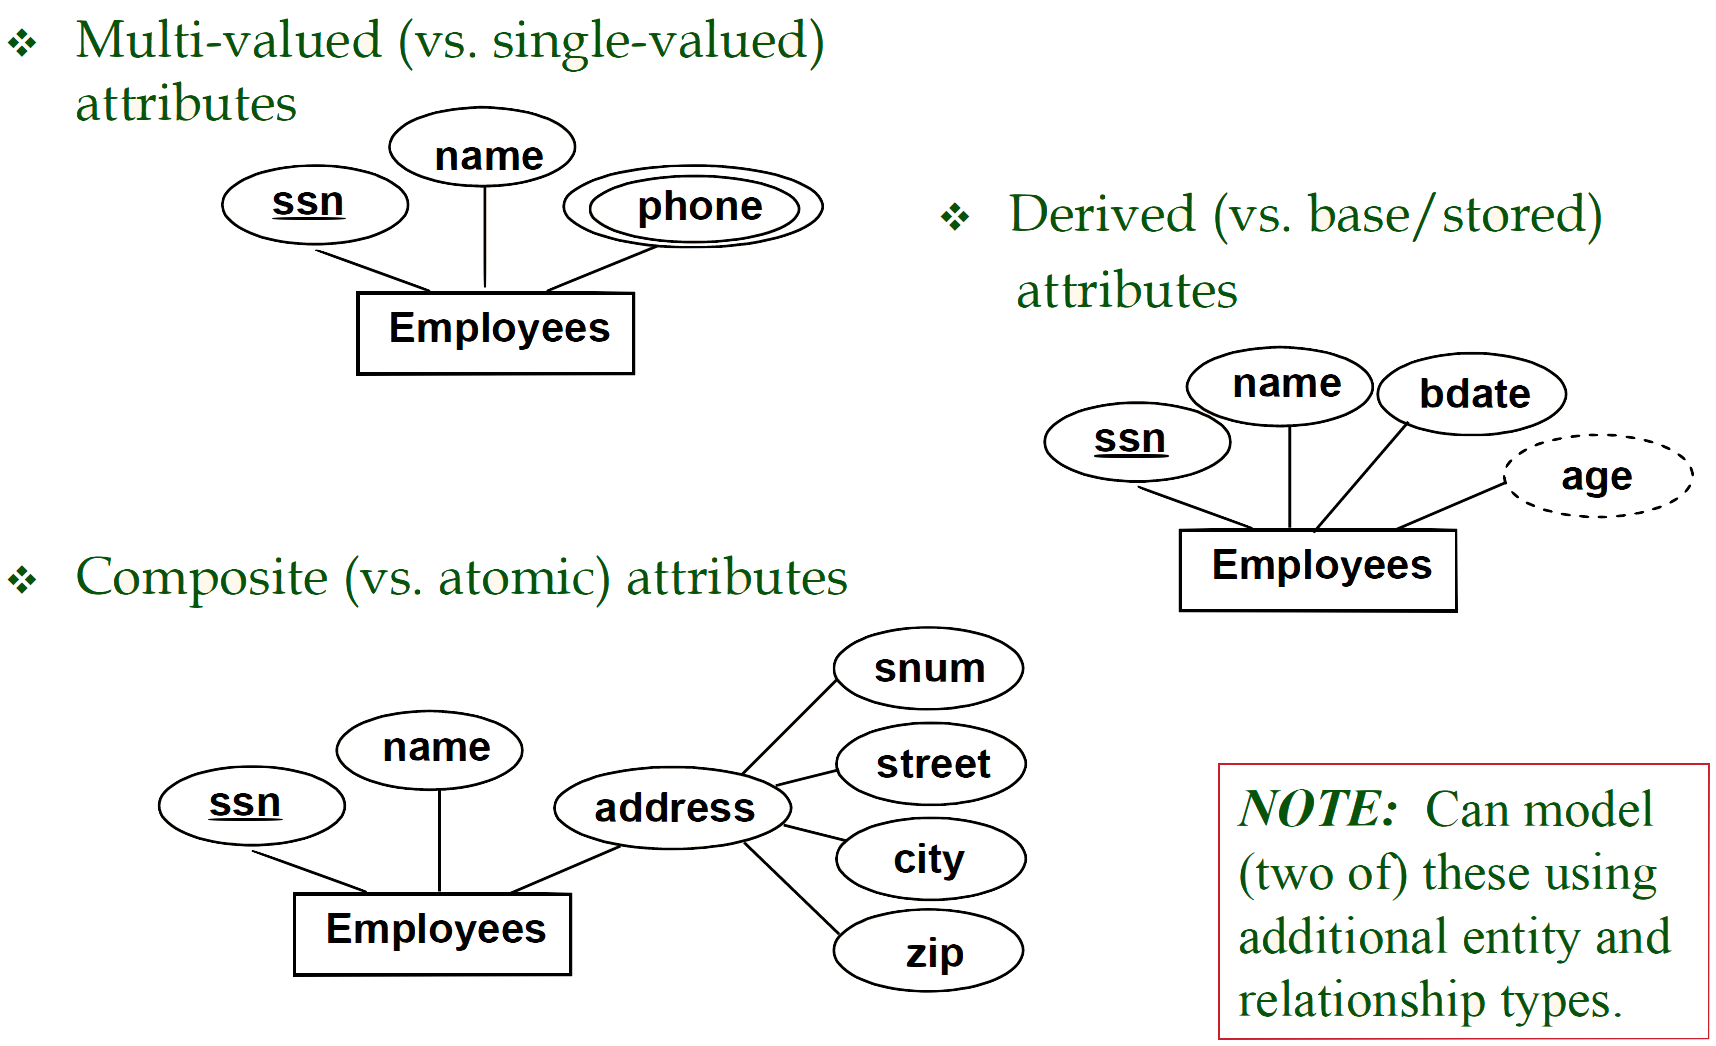 ❖ Multi-valued (vs. single-valued)
attributes
name
ssn
phone
Employees
❖ Derived (vs. base/stored)
attributes
name
bdate
ssn
age
Employees
❖ Composite (vs. atomic) attributes
snum
name
street
ssn
address
city
Employees
zip
NOTE: Can model
(two of) these using
additional entity and
relationship types.